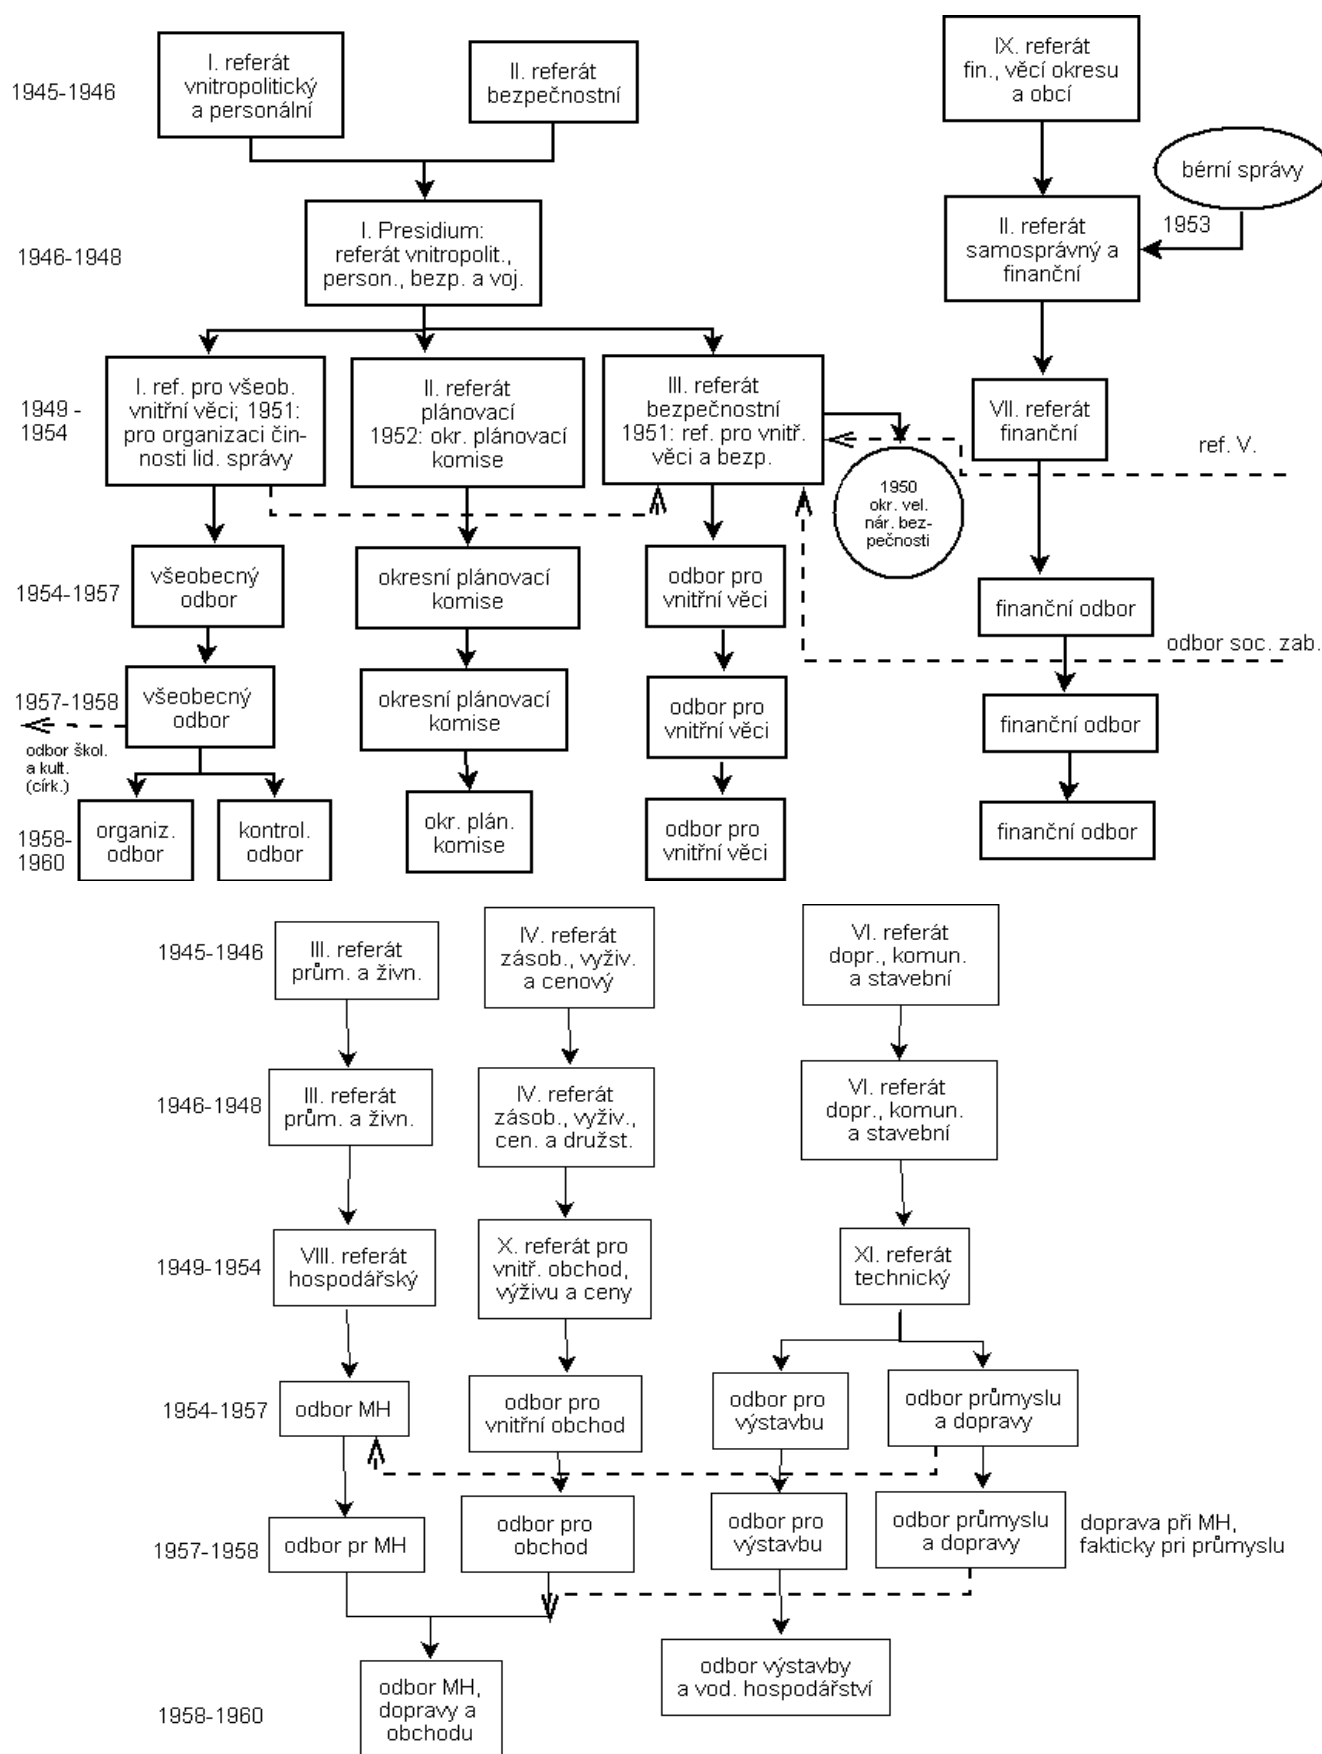 1945-1946
I. referát
vnitropolitický
a personální
II. referát
bezpečnostní
IX. referát
fin., věcí okresu
a obcí
bérní správy
1953
1946-1948
I. Presidium:
referát vnitropolit.,
person., bezp. a voj.
II. referát
samosprávný a
finanční
1949 -
1954
I. ref. pro všeob.
vnitřní věci; 1951:
pro organizaci čin-
nosti lid. správy
II. referát
plánovací
1952: okr. plánovací
komise
III. referát
bezpečnostní
1951: ref. pro vnitř.
věci a bezp.
VII. referát
finanční
ref. V.
1950
okr. vel.
nár. bez-
pečnosti
1954-1957
všeobecný
odbor
okresní plánovací
komise
odbor pro
vnitřní věci
finanční odbor
odbor soc. zab.
1957-1958
všeobecný
odbor
okresní plánovací
komise
odbor pro
vnitřní věci
finanční odbor
odbor škol.
a kult.
(círk.)
1958-
1960
organiz.
odbor
kontrol.
odbor
okr. plán.
komise
odbor pro
vnitřní věci
finanční odbor
1945-1946
III. referát
prům. a živn.
IV. referát
zásob., vyživ.
a cenový
VI. referát
dopr., komun.
a stavební
1946-1948
III. referát
prům. a živn.
IV. referát
zásob., vyživ.,
cen. a družst.
VI. referát
dopr., komun.
a stavební
1949-1954
VIII. referát
hospodářský
X. referát pro
vnitř. obchod,
výživu a ceny
XI. referát
technický
1954-1957
odbor MH
odbor pro
vnitřní obchod
odbor pro
výstavbu
odbor průmyslu
a dopravy
1957-1958
odbor pr MH
odbor pro
obchod
odbor pro
výstavbu
odbor průmyslu
a dopravy
doprava při MH,
fakticky pri průmyslu
1958-1960
odbor MH,
dopravy a
obchodu
odbor výstavby
a vod. hospodářství